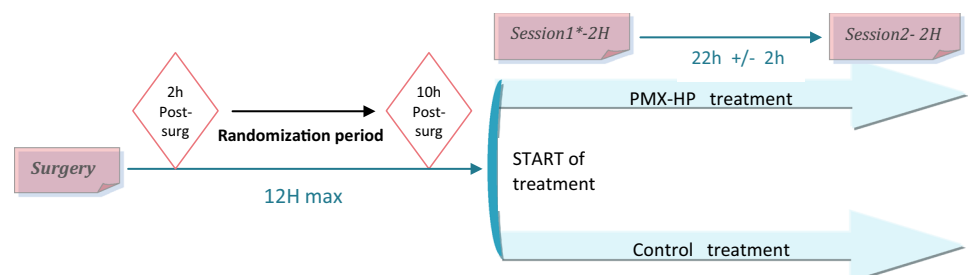 Session1*-2H
Session2- 2H
22h +/- 2h
2h
Post-
surg
10h
Post-
surg
Randomization period
PMX-HP treatment
Surgery
12H max
START of
treatment
Control treatment